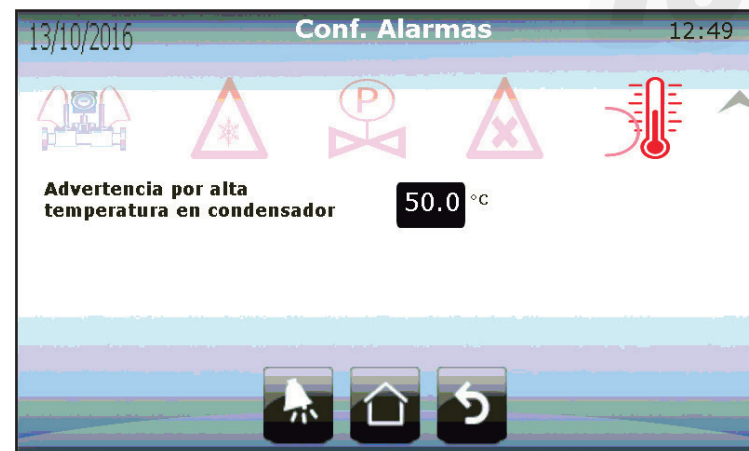 13/10/2016
Conf. Alarmas
12:49
P
Advertencia por alta
temperatura en condensador
50.0 °C